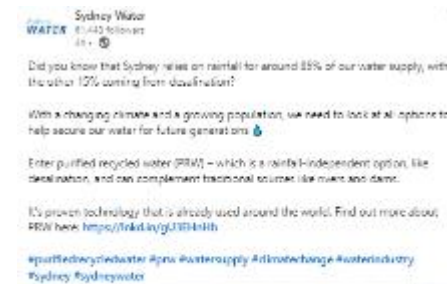 Sydney Water
WATER followers
Did you know that Sydney relies on rainfall for around 85% of our water supply, with
the other 15% coming from desalination?
With a changing climate and a growing population, we need to look at all options to
help secure our water for future generations 💧
Enter purified recycled water (PRW) – which is a rainfall-independent option, like
desalination, and can complement traditional sources like rivers and dams.
It's proven technology that is already used around the world. Find out more about
PRW here:
#purifiedrecycledwater #prw #watersupply #climatechange #waterindustry
#sydney #sydneywater